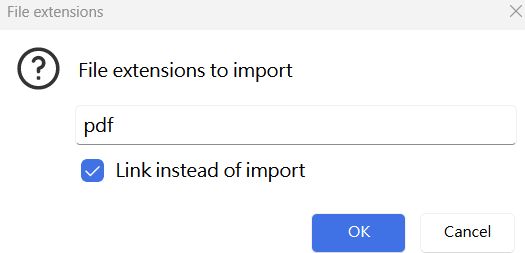 File extensions
File extensions to import
pdf
Link instead of import
OK
Cancel